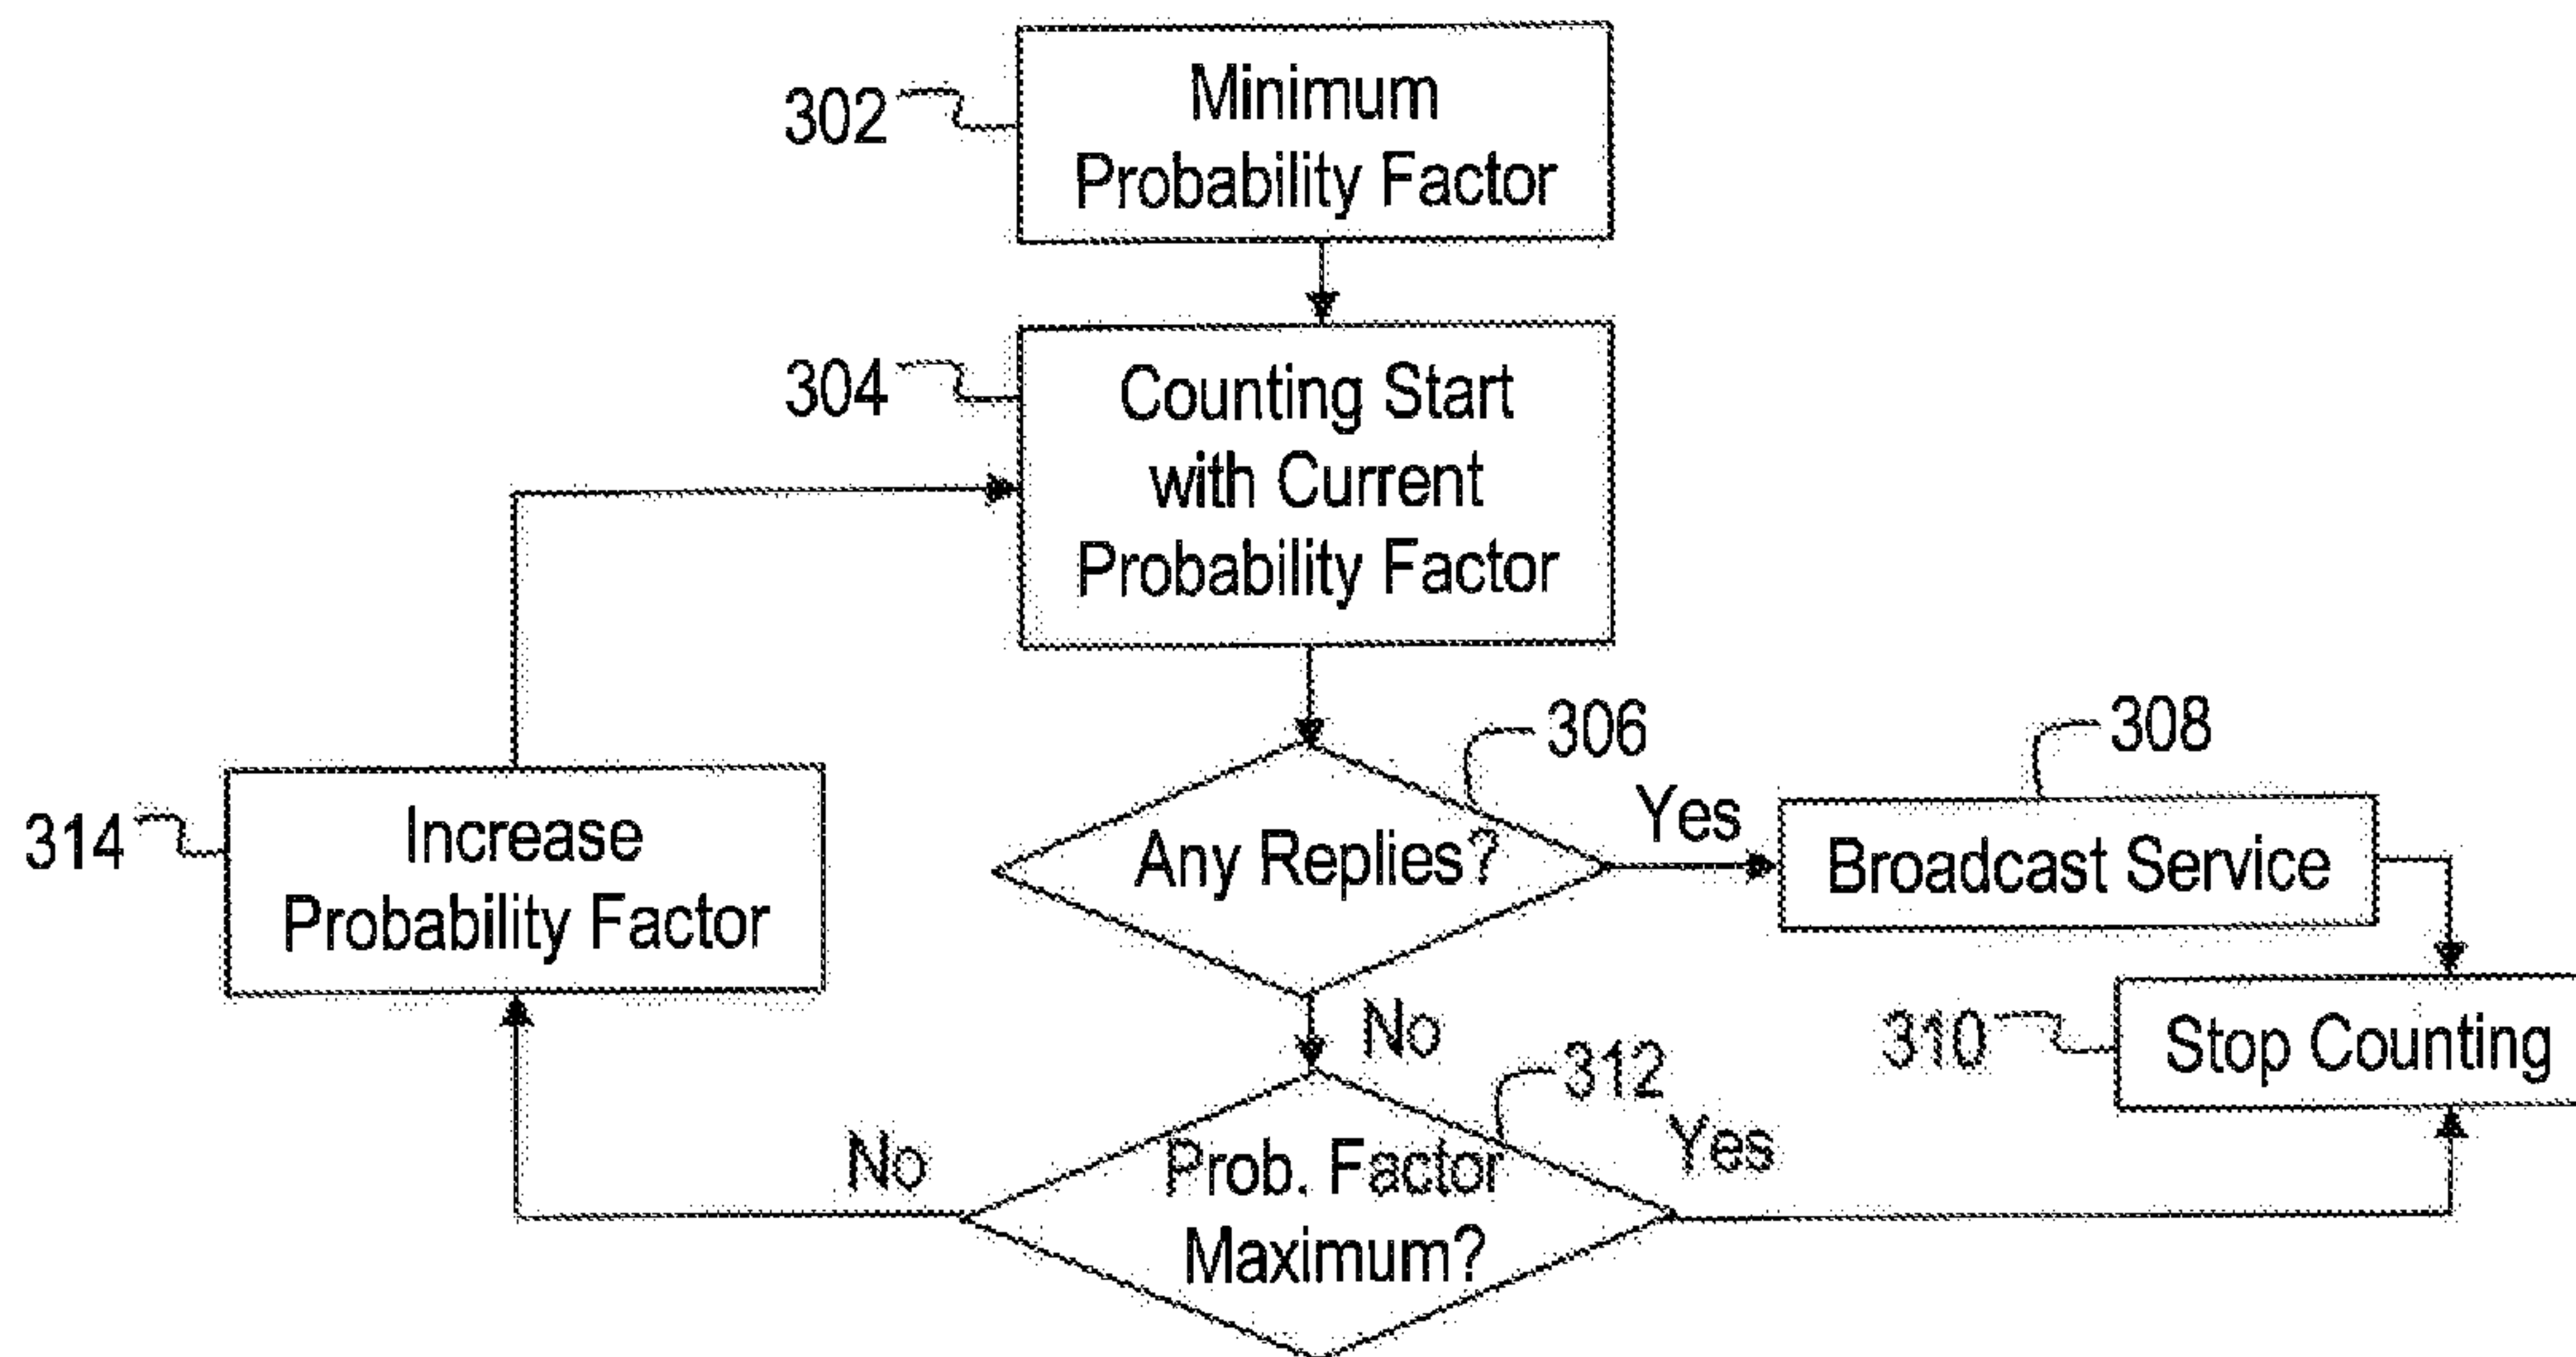 302
Minimum
Probability Factor
304
Counting Start
with Current
Probability Factor
306
Any Replies?
Yes
308
Broadcast Service
314
Increase
Probability Factor
No
310
Stop Counting
312
Prob. Factor
Maximum?
No
Yes